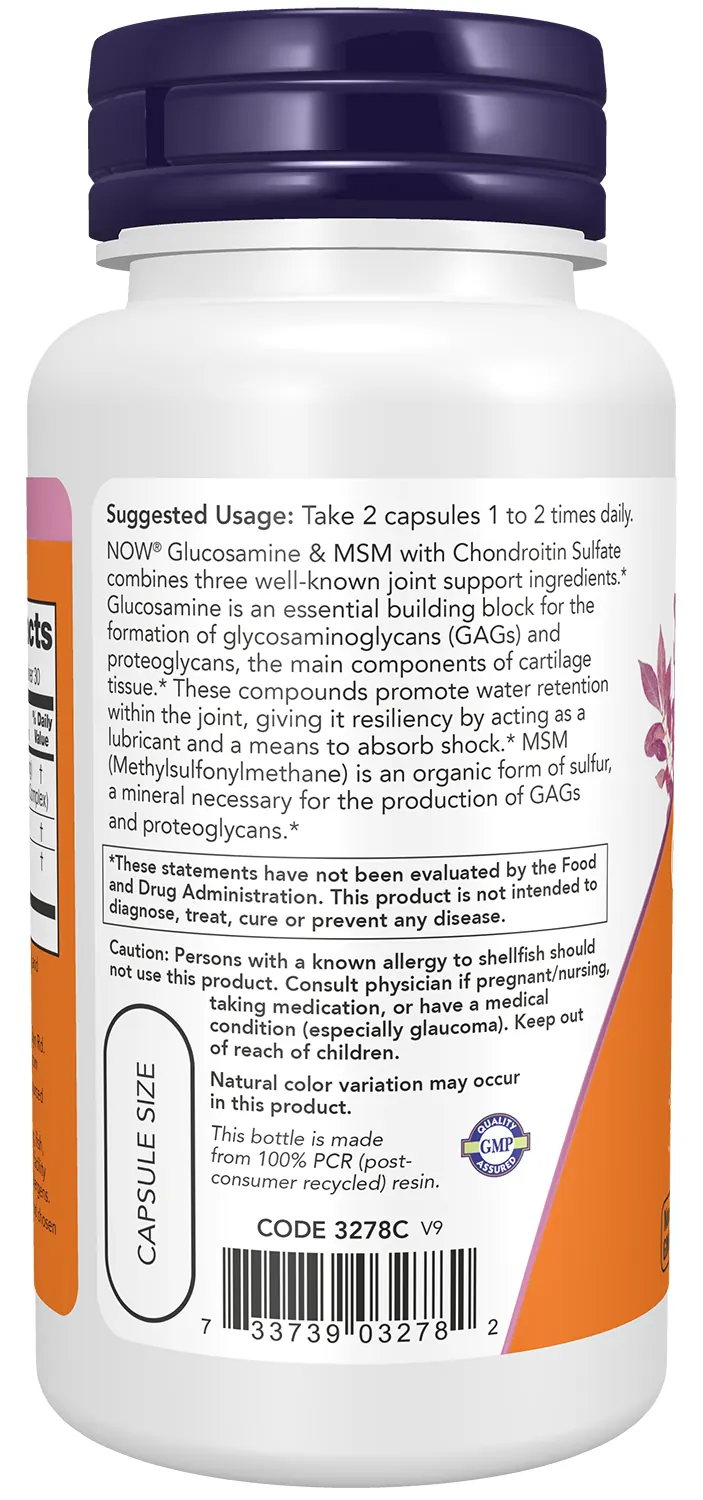 Suggested Usage: Take 2 capsules 1 to 2 times daily.
NOW® Glucosamine & MSM with Chondroitin Sulfate
combines three well-known joint support ingredients.*
Glucosamine is an essential building block for the
formation of glycosaminoglycans (GAGs) and
proteoglycans, the main components of cartilage
tissue.* These compounds promote water retention
within the joint, giving it resiliency by acting as a
lubricant and a means to absorb shock.* MSM
(Methylsulfonylmethane) is an organic form of sulfur,
a mineral necessary for the production of GAGs
and proteoglycans.*
*These statements have not been evaluated by the Food
and Drug Administration. This product is not intended to
diagnose, treat, cure or prevent any disease.
Caution: Persons with a known allergy to shellfish should
not use this product. Consult physician if pregnant/nursing,
taking medication, or have a medical
condition (especially glaucoma). Keep out
of reach of children.
Natural color variation may occur
in this product.
This bottle is made
from 100% PCR (post-
consumer recycled) resin.
CAPSULE SIZE
QUALITY
GMP
ASSURED
CODE 3278C V9
7 33739 03278 2
% Daily
Value
†
†
†